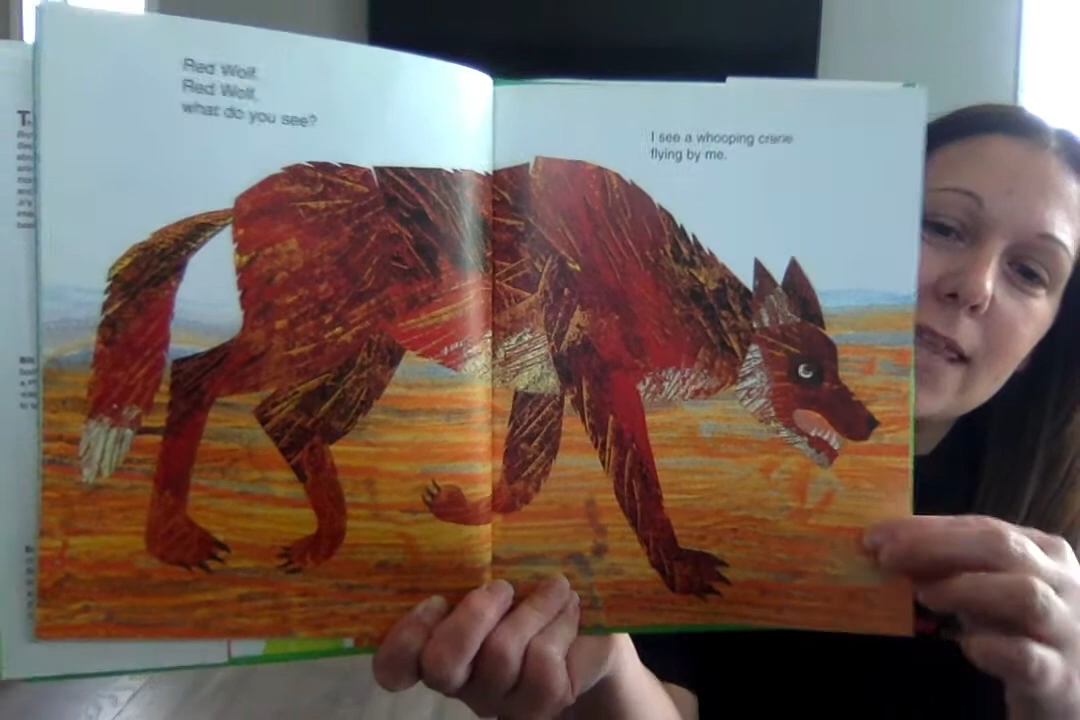 Red Wolf,
Red Wolf,
what do you see?
I see a whooping crane
flying by me.